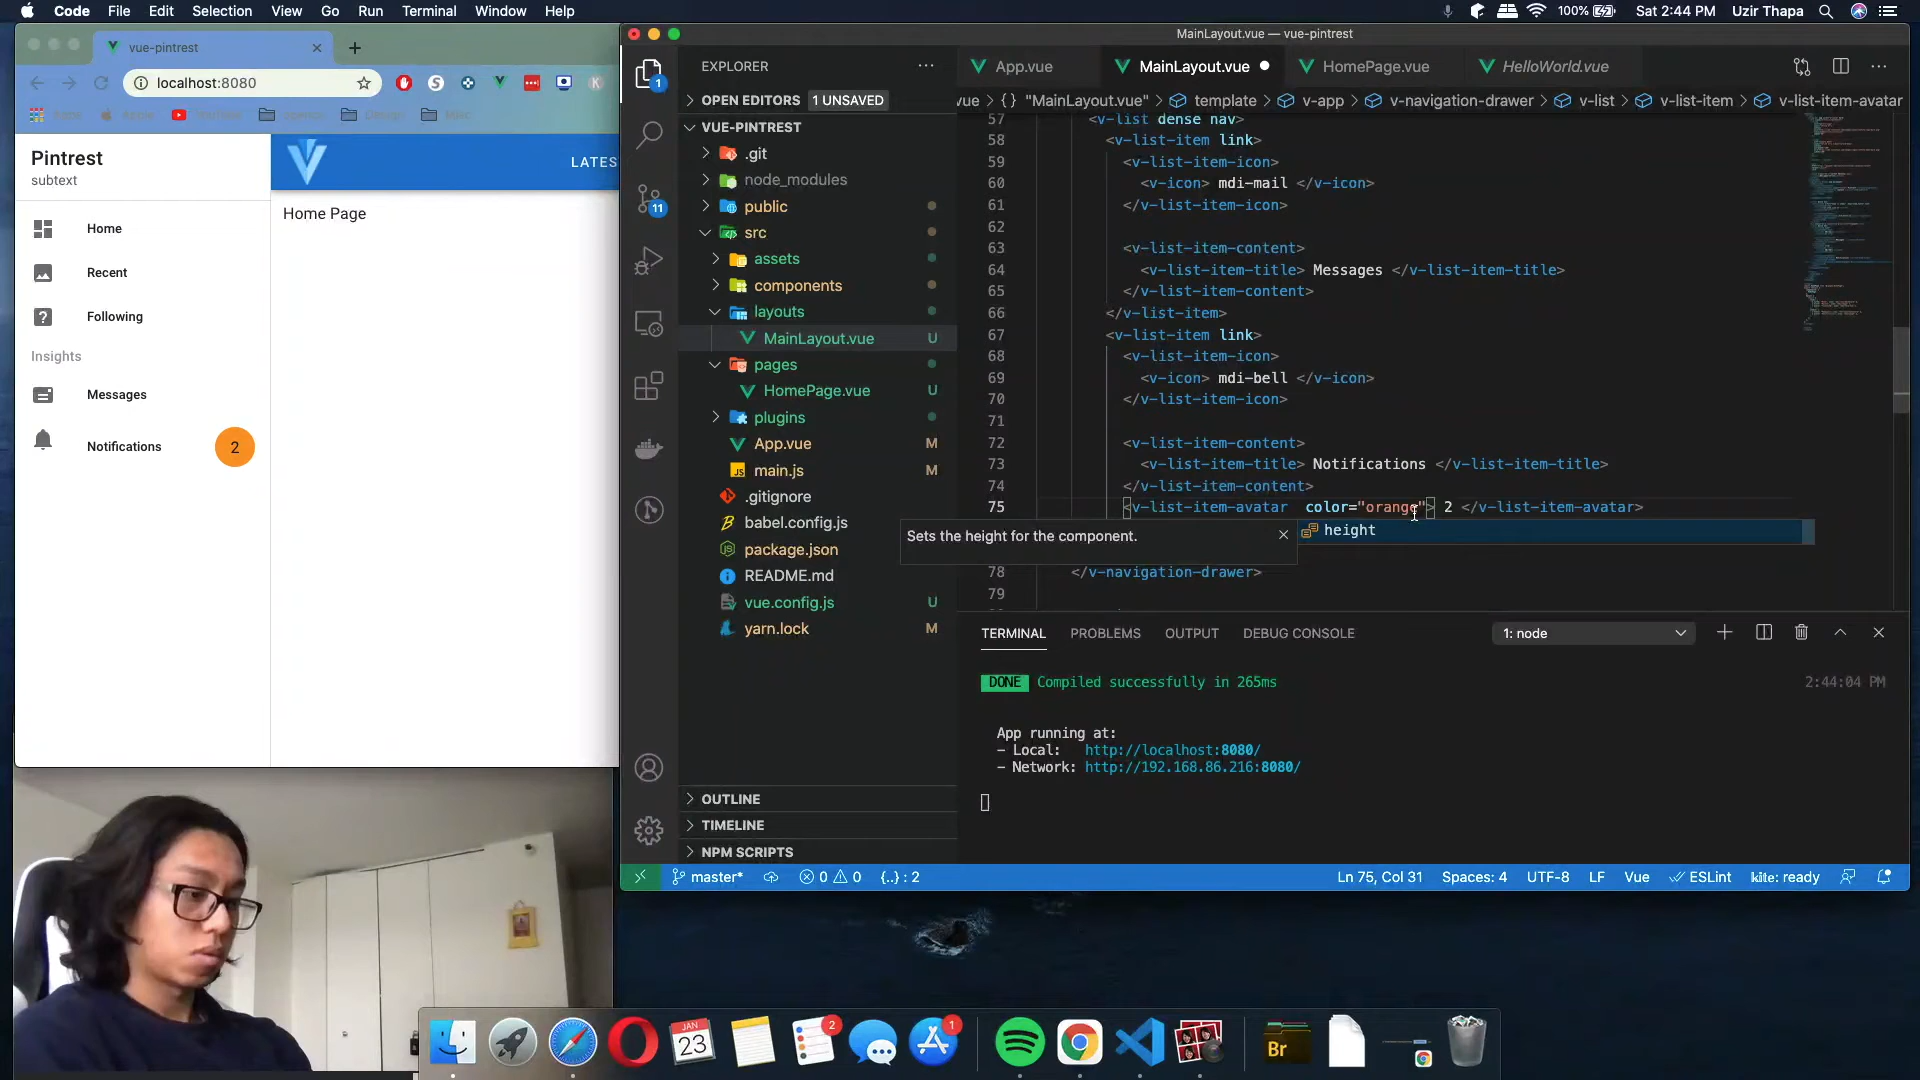 Code File Edit Selection View Go Run Terminal Window Help
100% Sat 2:44 PM Uzir Thapa
vue-pintrest
localhost:8080
YouTube
Design
Misc
Pintrest
subtext
LATES
Home Page
Home
Recent
Following
Insights
Messages
Notifications 2
MainLayout.vue — vue-pintrest
1
11
EXPLORER
OPEN EDITORS 1 UNSAVED
VUE-PINTREST
.git
node_modules
public
src
assets
components
layouts
MainLayout.vue U
pages
HomePage.vue U
plugins
App.vue M
main.js M
.gitignore
babel.config.js
package.json
README.md
vue.config.js U
yarn.lock M
OUTLINE
TIMELINE
NPM SCRIPTS
App.vue MainLayout.vue HomePage.vue HelloWorld.vue
vue > {} "MainLayout.vue" > template > v-app > v-navigation-drawer > v-list > v-list-item > v-list-item-avatar
57 <v-list dense nav>
58 <v-list-item link>
59 <v-list-item-icon>
60 <v-icon> mdi-mail </v-icon>
61 </v-list-item-icon>
62
63 <v-list-item-content>
64 <v-list-item-title> Messages </v-list-item-title>
65 </v-list-item-content>
66 </v-list-item>
67 <v-list-item link>
68 <v-list-item-icon>
69 <v-icon> mdi-bell </v-icon>
70 </v-list-item-icon>
71
72 <v-list-item-content>
73 <v-list-item-title> Notifications </v-list-item-title>
74 </v-list-item-content>
75 <v-list-item-avatar  color="orange"> 2 </v-list-item-avatar>
Sets the height for the component.
height
78 </v-navigation-drawer>
79
TERMINAL PROBLEMS OUTPUT DEBUG CONSOLE 1: node
DONE Compiled successfully in 265ms 2:44:04 PM
App running at:
- Local: http://localhost:8080/
- Network: http://192.168.86.216:8080/
master* 0 0 {..} : 2 Ln 75, Col 31 Spaces: 4 UTF-8 LF Vue ESLint kite: ready
JAN
23
2
1
Br